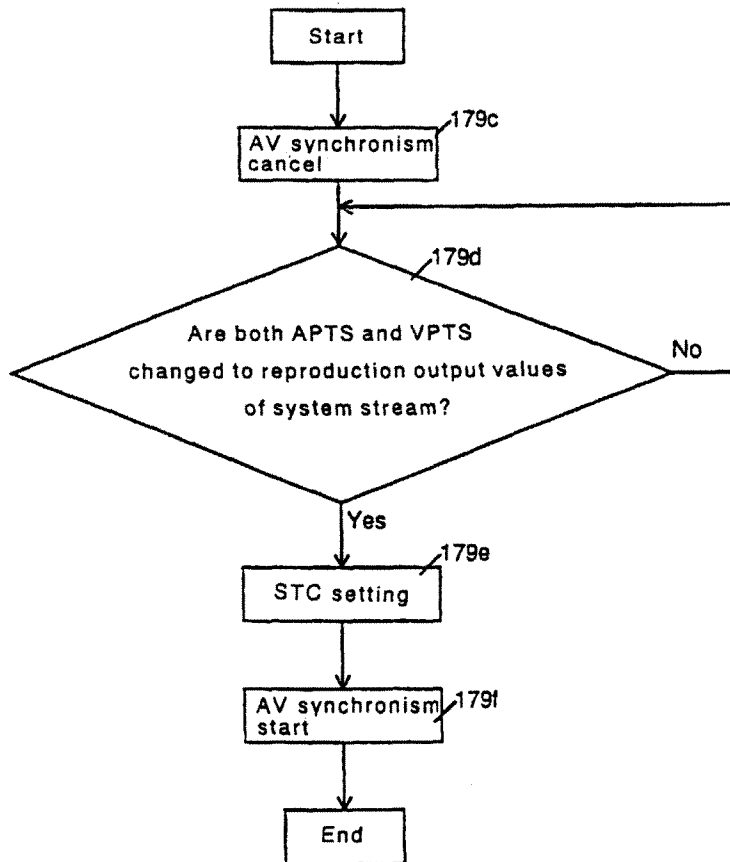 Start
179c
AV synchronism
cancel
179d
Are both APTS and VPTS
changed to reproduction output values
of system stream?
No
Yes
179e
STC setting
179f
AV synchronism
start
End